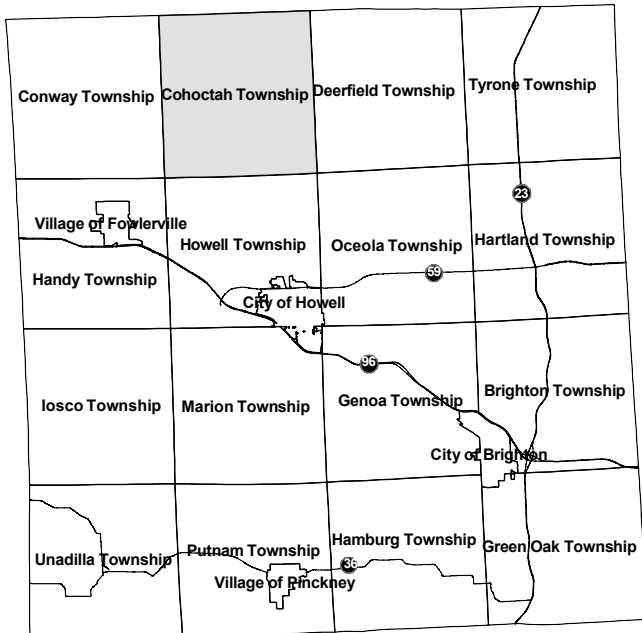 Conway Township
Cohoctah Township
Deerfield Township
Tyrone Township
23
Village of Fowlerville
Howell Township
Oceola Township
Hartland Township
Handy Township
59
City of Howell
96
Iosco Township
Marion Township
Genoa Township
Brighton Township
City of Brighton
Unadilla Township
Putnam Township
Hamburg Township
Green Oak Township
36
Village of Pinckney